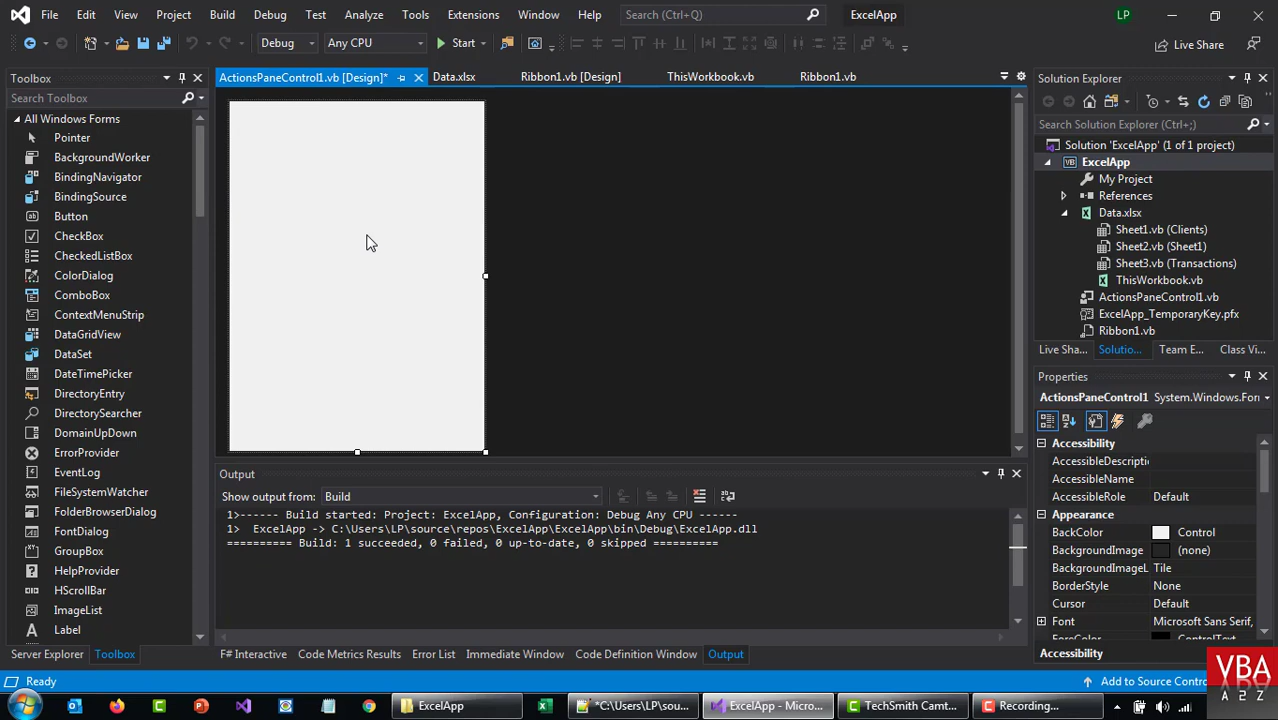 File Edit View Project Build Debug Test Analyze Tools Extensions Window Help Search (Ctrl+Q) ExcelApp LP
Debug Any CPU Start Live Share
Toolbox
Search Toolbox
All Windows Forms
Pointer
BackgroundWorker
BindingNavigator
BindingSource
Button
CheckBox
CheckedListBox
ColorDialog
ComboBox
ContextMenuStrip
DataGridView
DataSet
DateTimePicker
DirectoryEntry
DirectorySearcher
DomainUpDown
ErrorProvider
EventLog
FileSystemWatcher
FolderBrowserDialog
FontDialog
GroupBox
HelpProvider
HScrollBar
ImageList
A Label
Server Explorer Toolbox
ActionsPaneControl1.vb [Design]* Data.xlsx Ribbon1.vb [Design] ThisWorkbook.vb Ribbon1.vb
Output
Show output from: Build
1>------ Build started: Project: ExcelApp, Configuration: Debug Any CPU ------
1> ExcelApp -> C:\Users\LP\source\repos\ExcelApp\ExcelApp\bin\Debug\ExcelApp.dll
========== Build: 1 succeeded, 0 failed, 0 up-to-date, 0 skipped ==========
F# Interactive Code Metrics Results Error List Immediate Window Code Definition Window Output
Solution Explorer
Search Solution Explorer (Ctrl+;)
Solution 'ExcelApp' (1 of 1 project)
VB ExcelApp
My Project
References
Data.xlsx
Sheet1.vb (Clients)
Sheet2.vb (Sheet1)
Sheet3.vb (Transactions)
ThisWorkbook.vb
ActionsPaneControl1.vb
ExcelApp_TemporaryKey.pfx
Ribbon1.vb
Live Sha... Solutio... Team E... Class Vi...
Properties
ActionsPaneControl1 System.Windows.For
Accessibility
AccessibleDescripti
AccessibleName
AccessibleRole Default
Appearance
BackColor Control
BackgroundImage (none)
BackgroundImageL Tile
BorderStyle None
Cursor Default
Font Microsoft Sans Serif,
ForeColor ControlText
Accessibility
Ready Add to Source Contro
VBA
A 2 Z
ExcelApp *C:\Users\LP\sou... ExcelApp - Micro... TechSmith Camt... Recording...